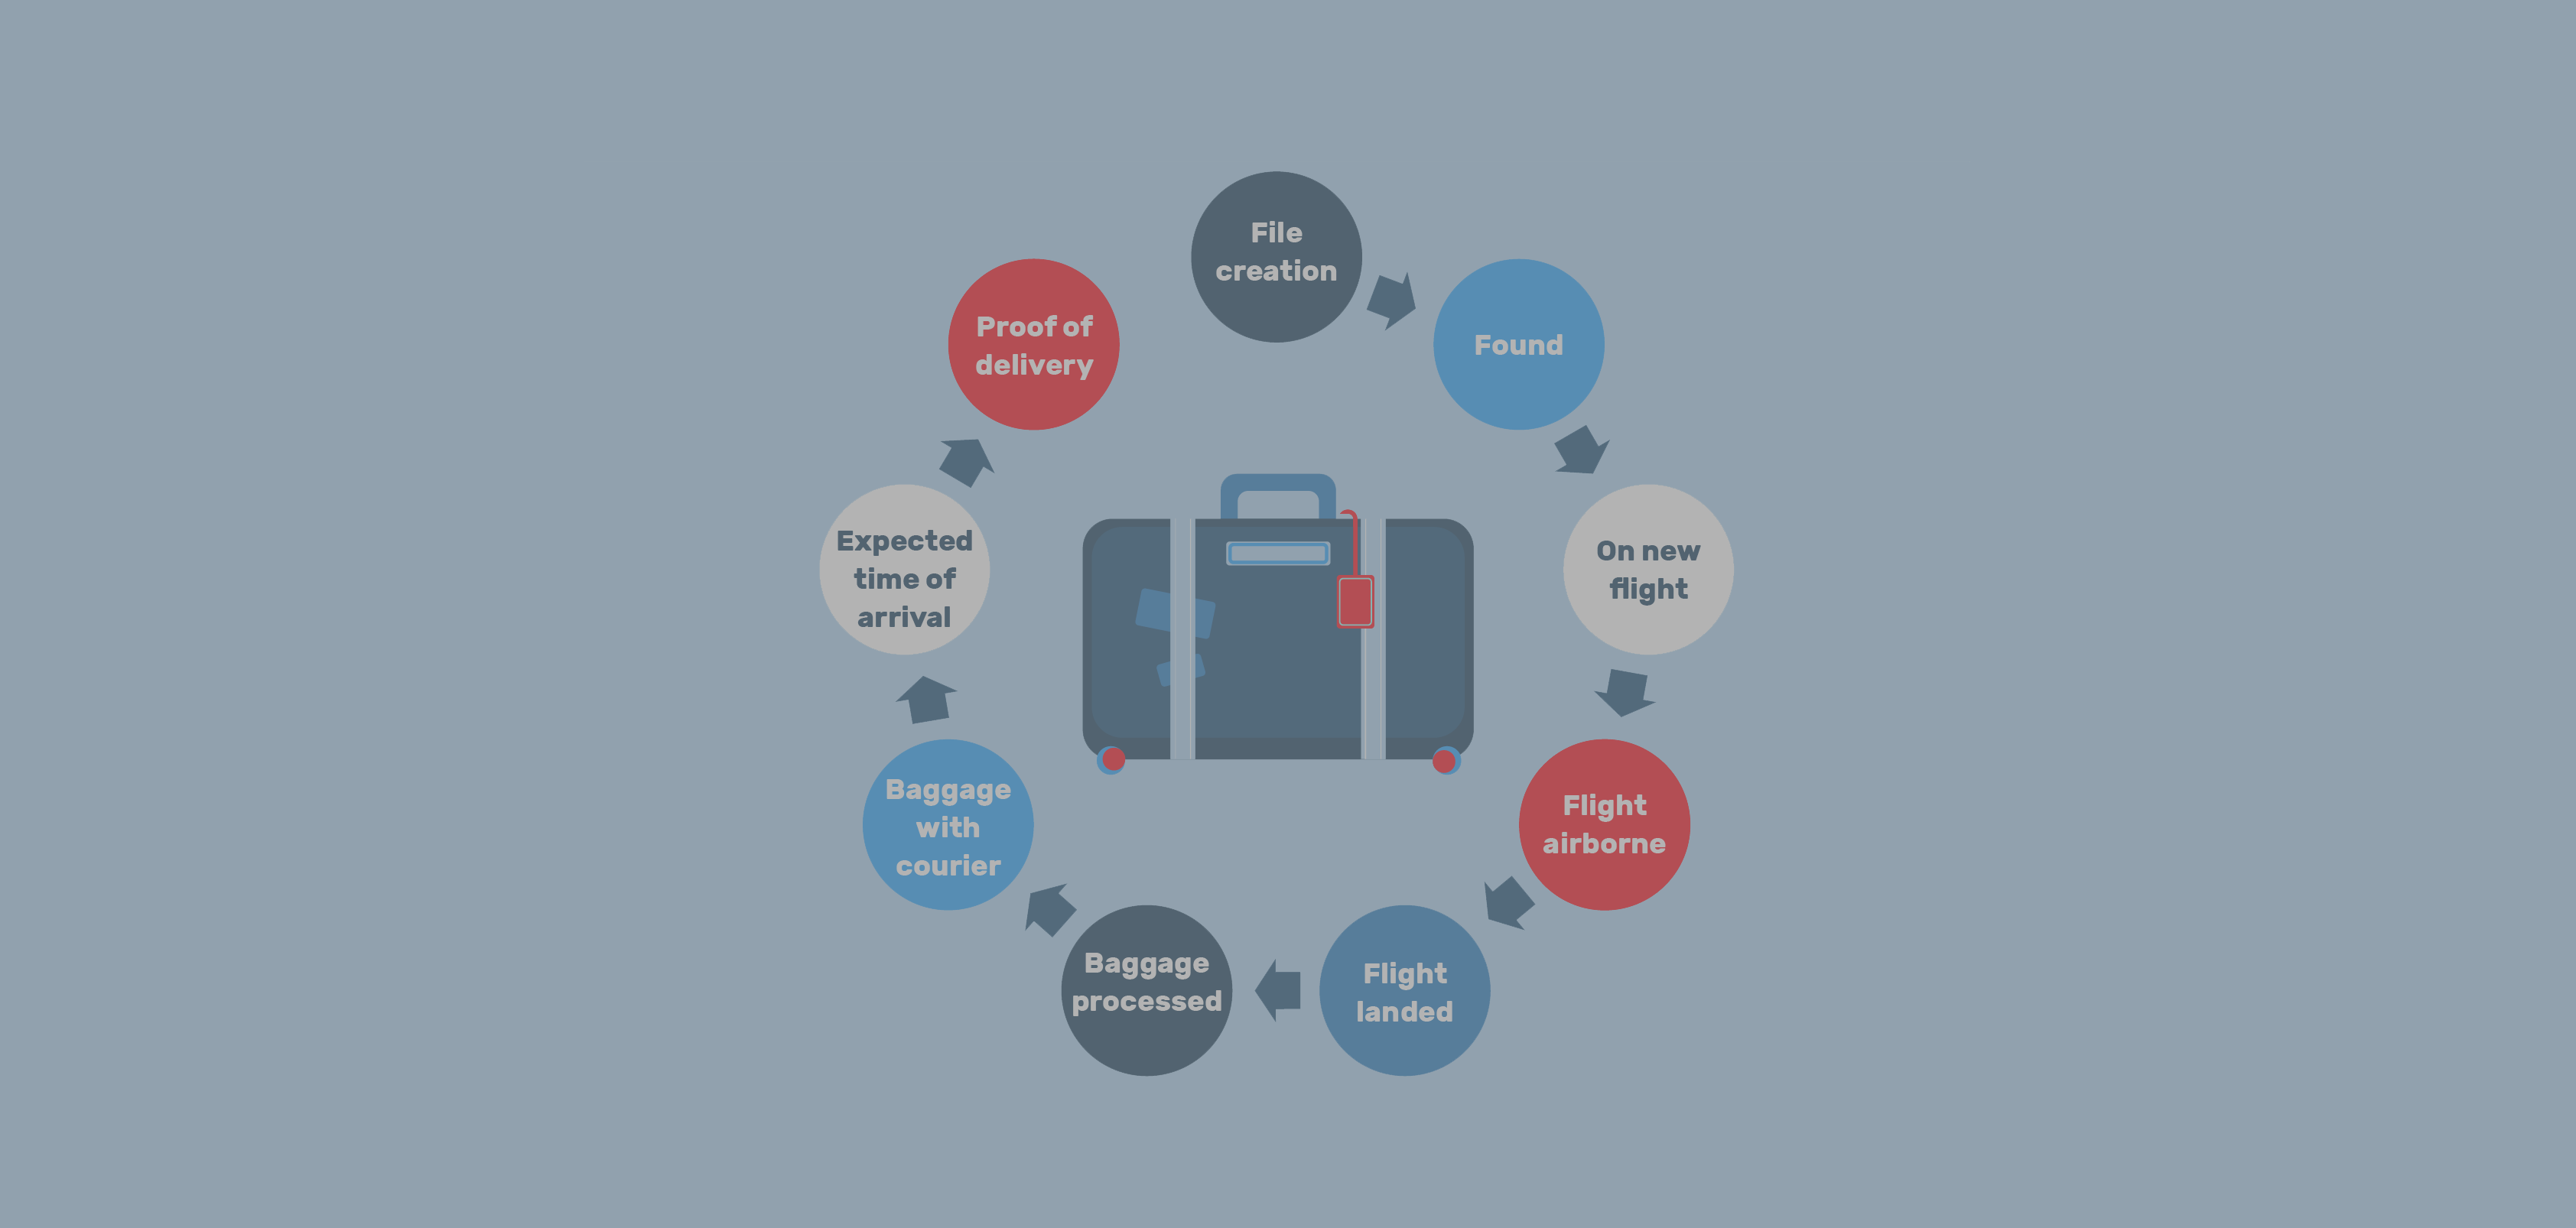 File
creation
Found
On new
flight
Flight
airborne
Flight
landed
Baggage
processed
Baggage
with
courier
Expected
time of
arrival
Proof of
delivery